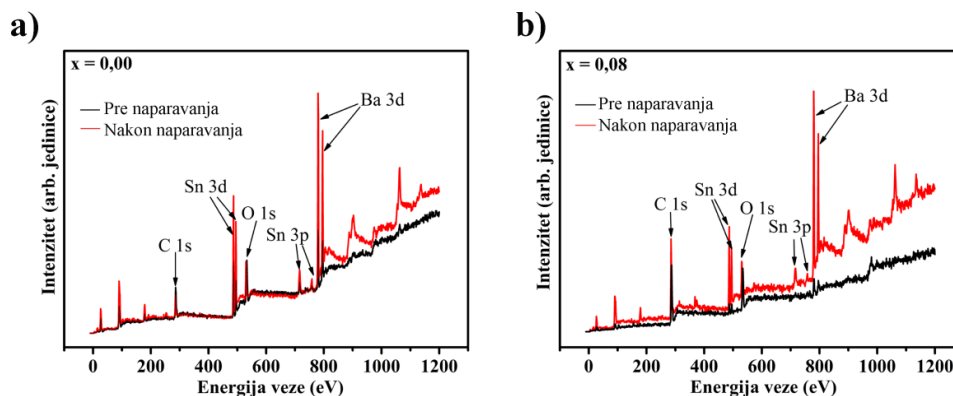 a)
x = 0,00
Pre naparavanja
Nakon naparavanja
Ba 3d
Sn 3d
O 1s
C 1s
Sn 3p
Intenzitet (arb. jedinice)
0 200 400 600 800 1000 1200
Energija veze (eV)
b)
x = 0,08
Pre naparavanja
Nakon naparavanja
Ba 3d
Sn 3d
C 1s
O 1s
Sn 3p
Intenzitet (arb. jedinice)
0 200 400 600 800 1000 1200
Energija veze (eV)